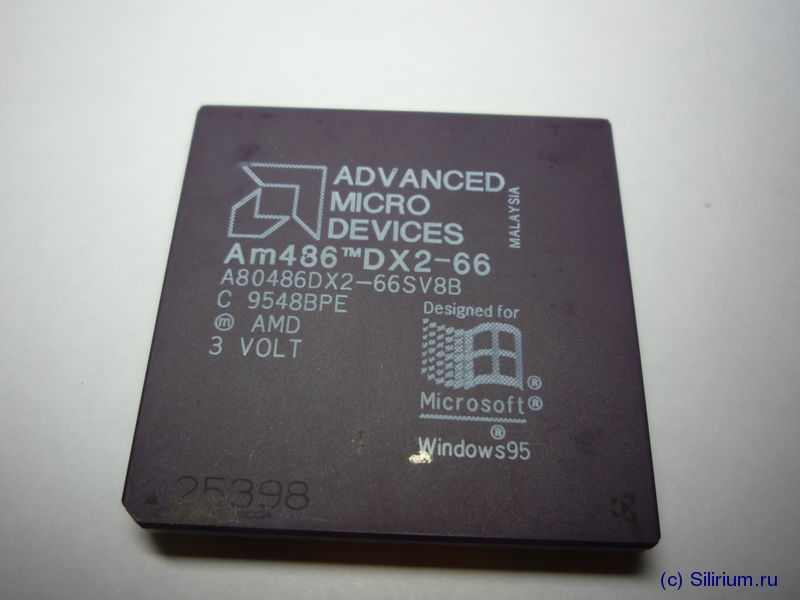 ADVANCED
MICRO
DEVICES
MALAYSIA
Am486™DX2-66
A80486DX2-66SV8B
C 9548BPE
ⓜ AMD
3 VOLT
Designed for
®
Microsoft®
®
Windows95
25398
(c) Silirium.ru